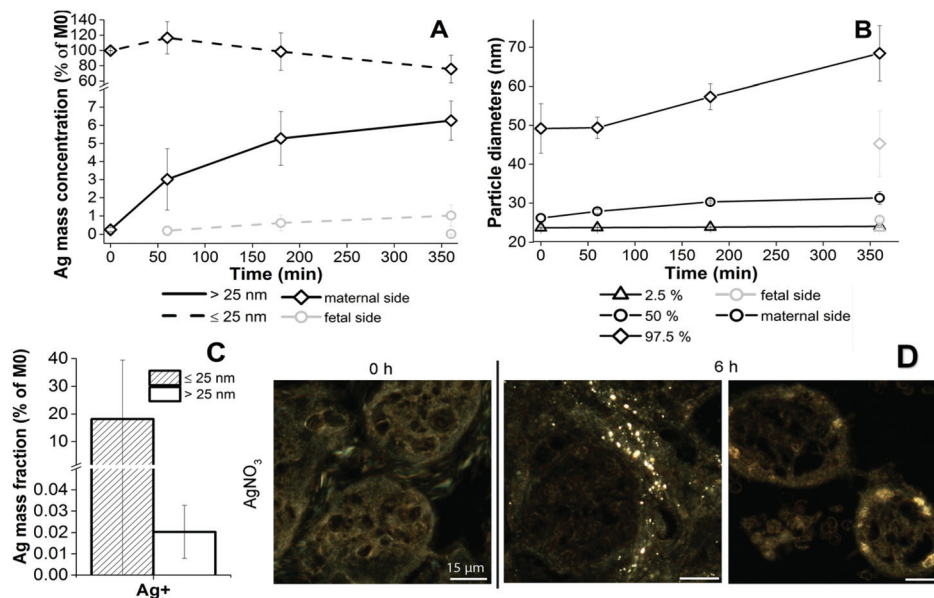 A
Ag mass concentration (% of M0)
140
120
100
80
60
7
6
5
4
3
2
1
0
0 50 100 150 200 250 300 350
Time (min)
> 25 nm
maternal side
≤ 25 nm
fetal side
B
Particle diameters (nm)
70
60
50
40
30
20
0 50 100 150 200 250 300 350
Time (min)
2.5 %
fetal side
50 %
maternal side
97.5 %
C
Ag mass fraction (% of M0)
40
30
20
10
0.04
0.03
0.02
0.01
0.00
≤ 25 nm
> 25 nm
Ag+
D
0 h
6 h
AgNO3
15 µm